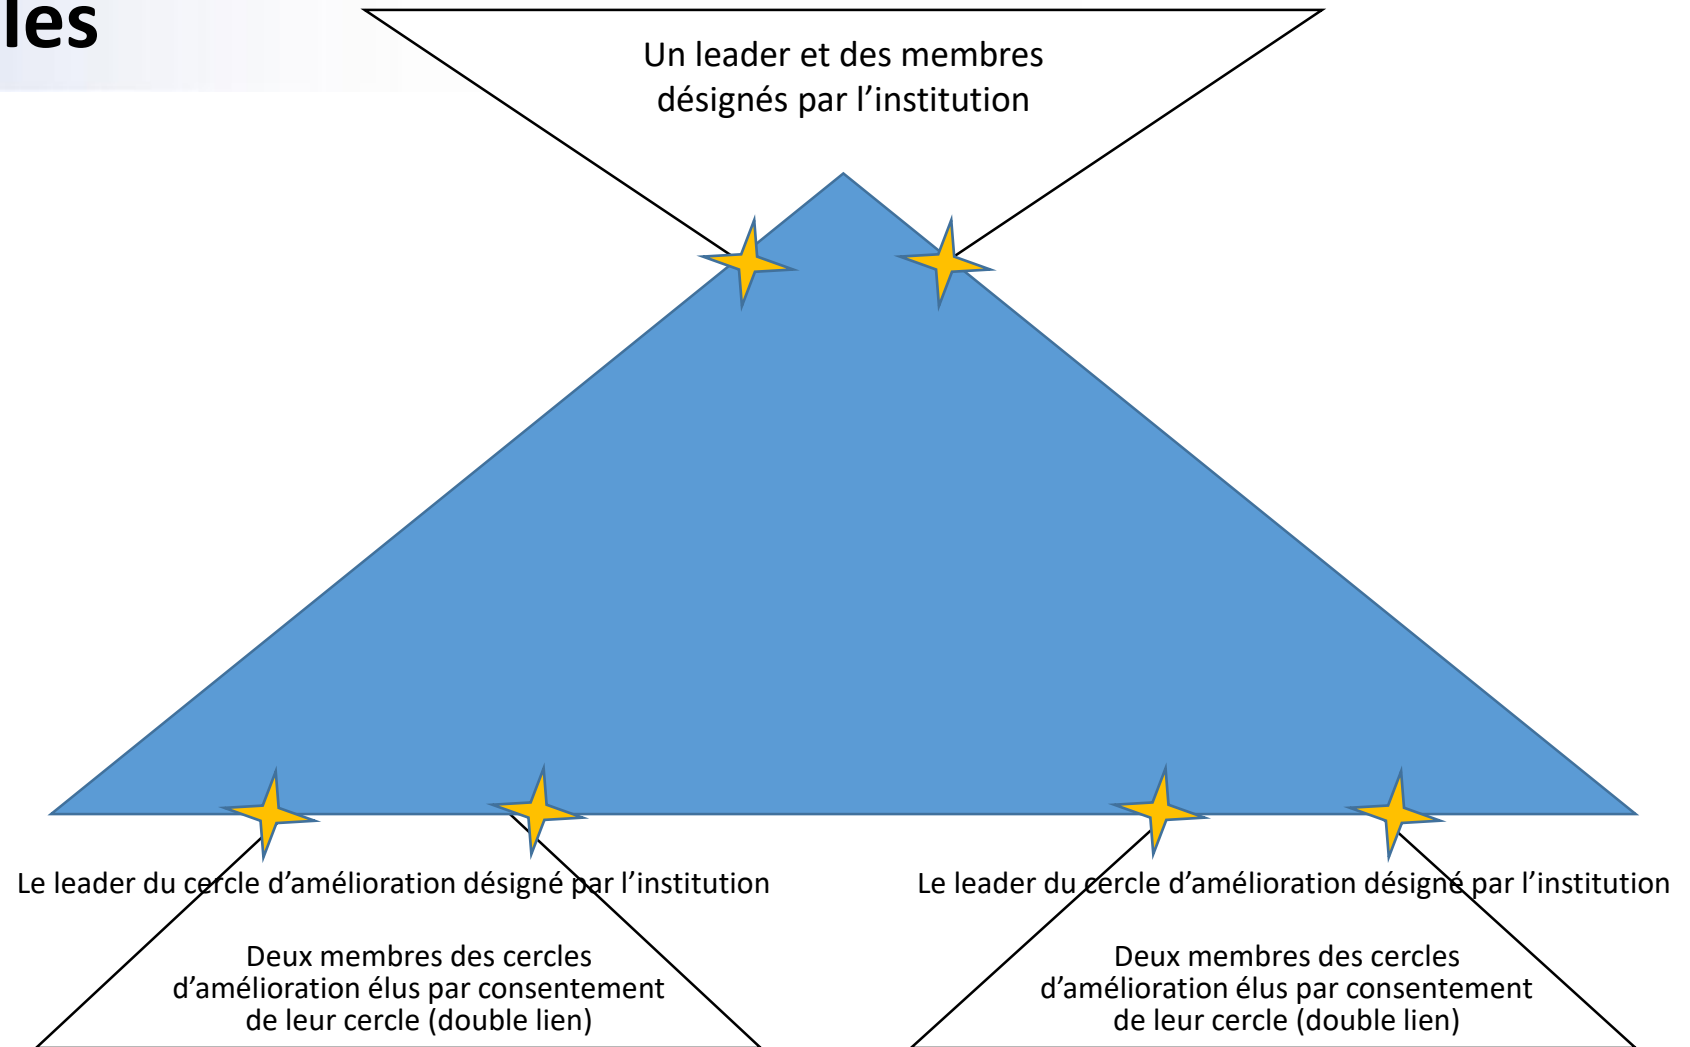 les
Un leader et des membres
désignés par l’institution
Le leader du cercle d’amélioration désigné par l’institution
Deux membres des cercles
d’amélioration élus par consentement
de leur cercle (double lien)
Le leader du cercle d’amélioration désigné par l’institution
Deux membres des cercles
d’amélioration élus par consentement
de leur cercle (double lien)